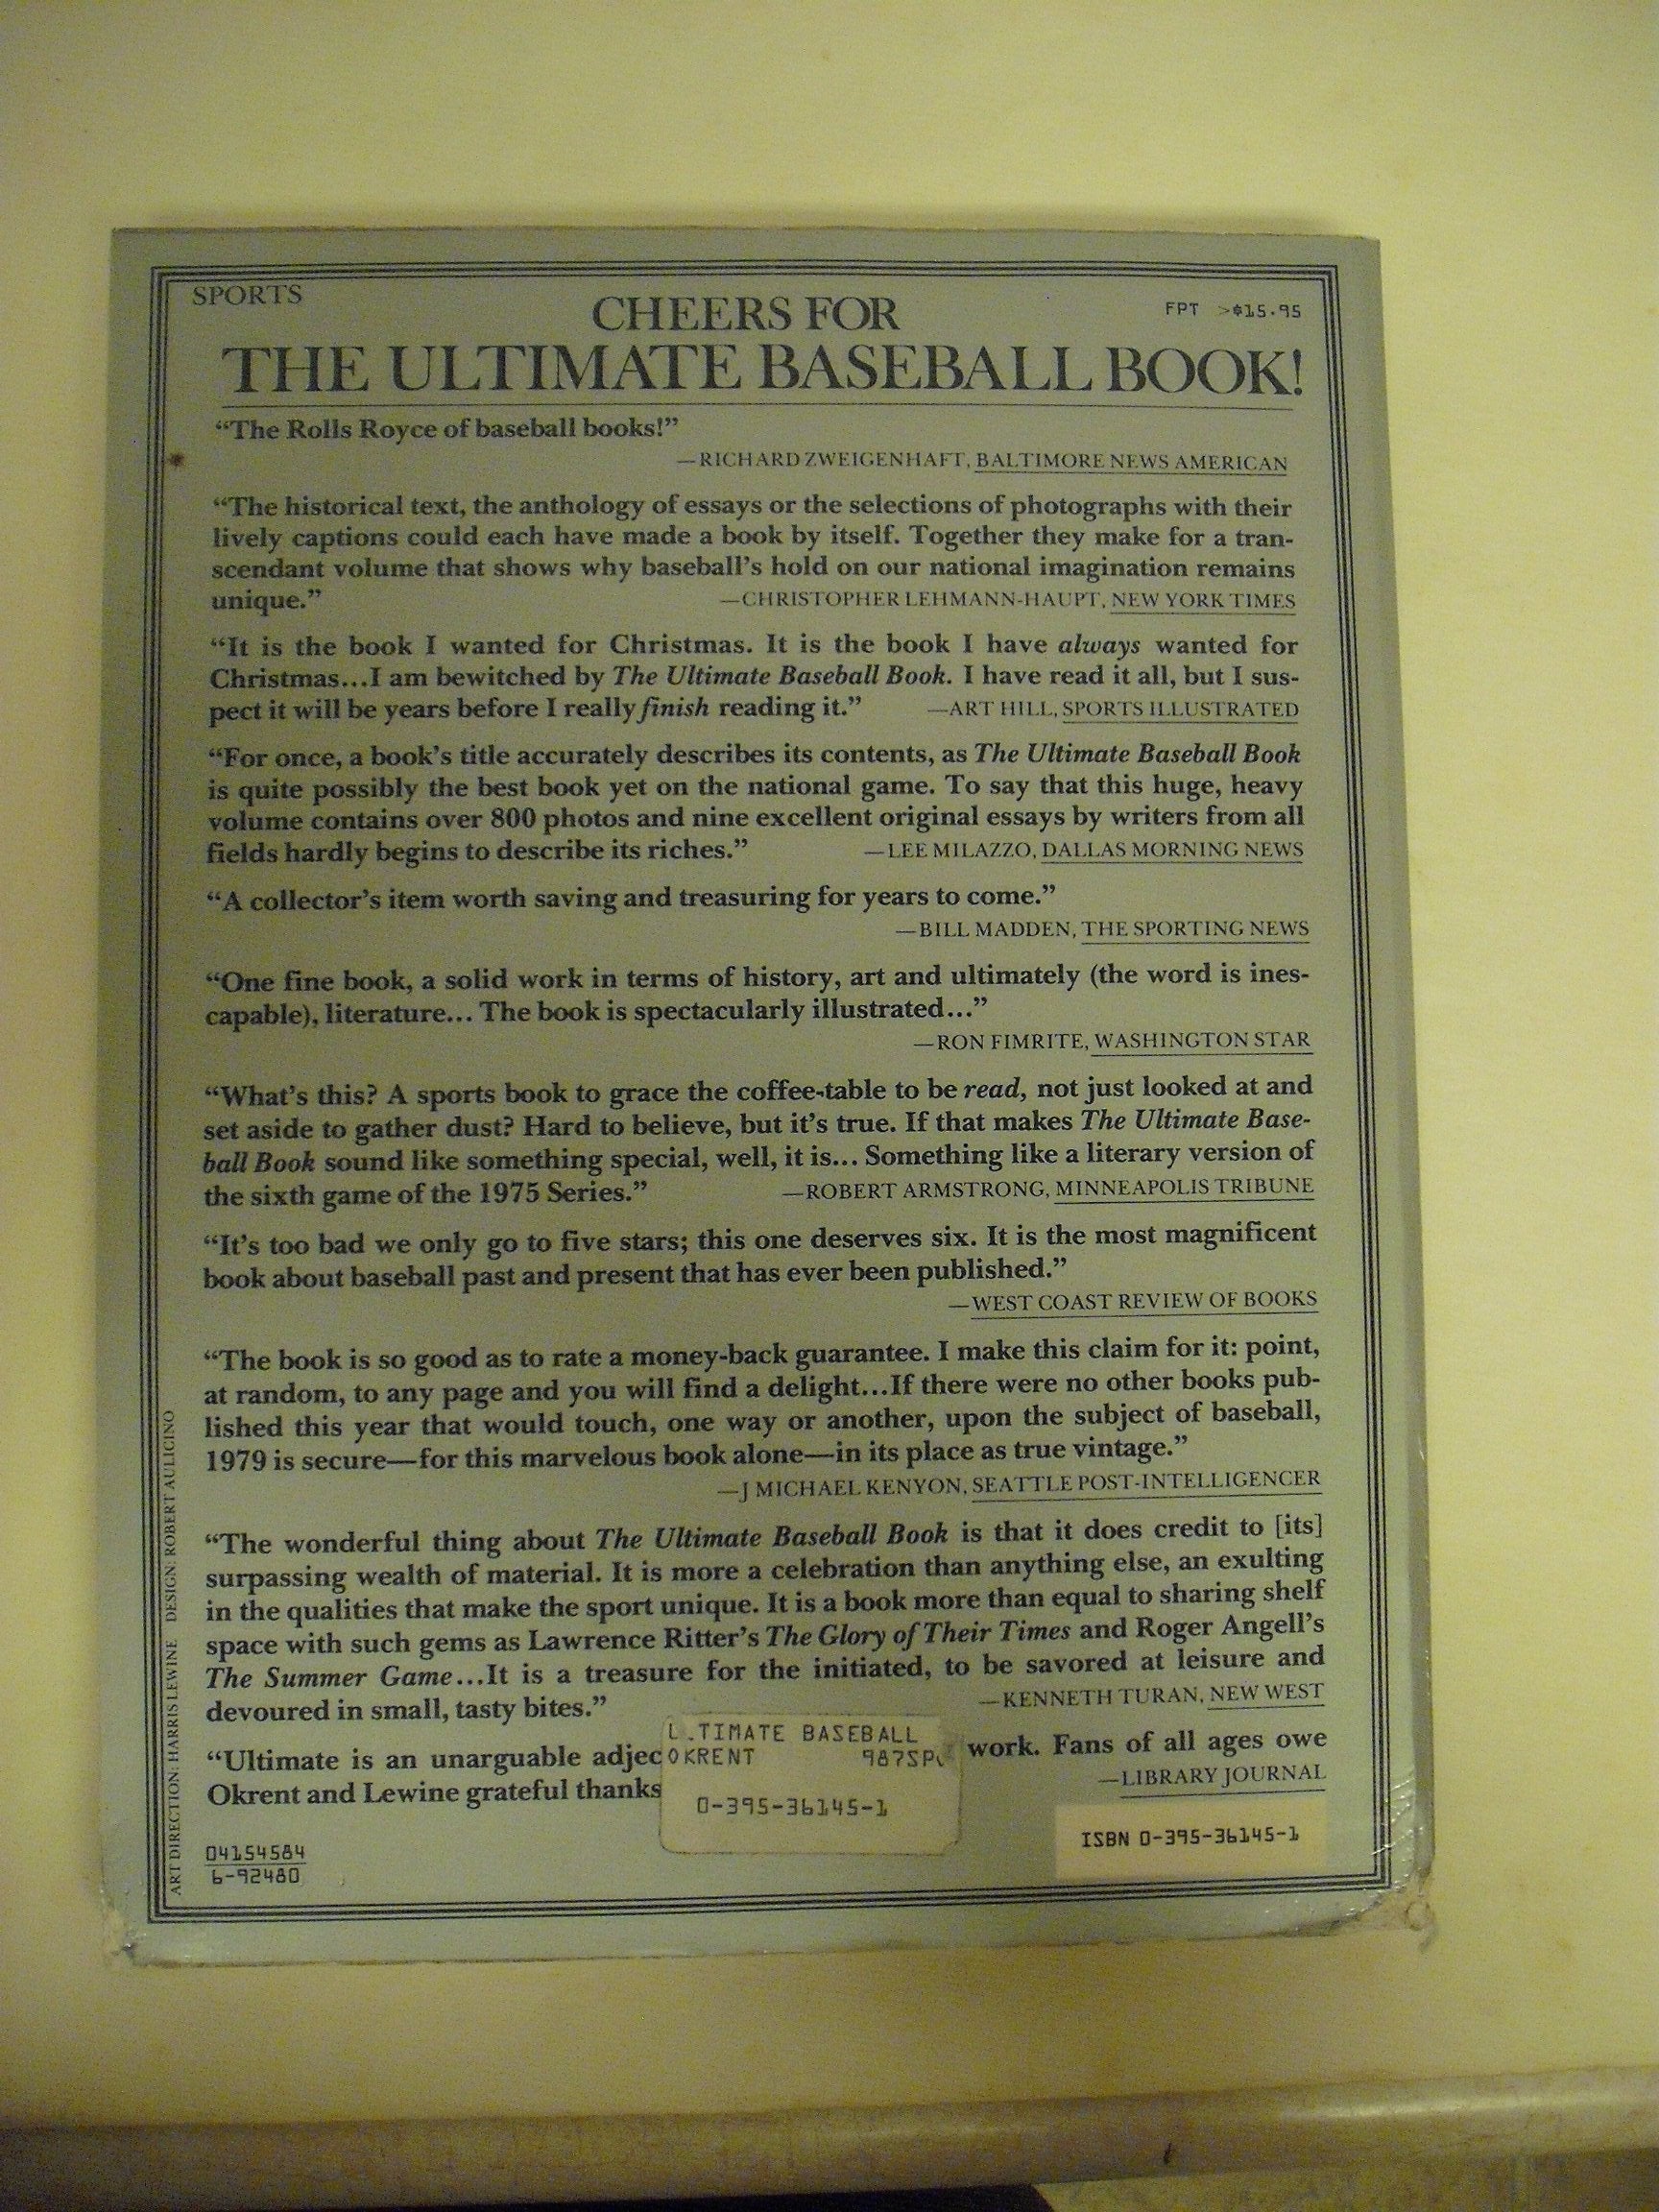 SPORTS
CHEERS FOR
FPT >$15.95
THE ULTIMATE BASEBALL BOOK!
“The Rolls Royce of baseball books!”
—RICHARD ZWEIGENHAFT, BALTIMORE NEWS AMERICAN
“The historical text, the anthology of essays or the selections of photographs with their
lively captions could each have made a book by itself. Together they make for a tran-
scendant volume that shows why baseball’s hold on our national imagination remains
unique.” —CHRISTOPHER LEHMANN-HAUPT, NEW YORK TIMES
“It is the book I wanted for Christmas. It is the book I have always wanted for
Christmas...I am bewitched by The Ultimate Baseball Book. I have read it all, but I sus-
pect it will be years before I really finish reading it.” —ART HILL, SPORTS ILLUSTRATED
“For once, a book’s title accurately describes its contents, as The Ultimate Baseball Book
is quite possibly the best book yet on the national game. To say that this huge, heavy
volume contains over 800 photos and nine excellent original essays by writers from all
fields hardly begins to describe its riches.” —LEE MILAZZO, DALLAS MORNING NEWS
“A collector’s item worth saving and treasuring for years to come.”
—BILL MADDEN, THE SPORTING NEWS
“One fine book, a solid work in terms of history, art and ultimately (the word is ines-
capable), literature... The book is spectacularly illustrated...”
—RON FIMRITE, WASHINGTON STAR
“What’s this? A sports book to grace the coffee-table to be read, not just looked at and
set aside to gather dust? Hard to believe, but it’s true. If that makes The Ultimate Base-
ball Book sound like something special, well, it is... Something like a literary version of
the sixth game of the 1975 Series.” —ROBERT ARMSTRONG, MINNEAPOLIS TRIBUNE
“It’s too bad we only go to five stars; this one deserves six. It is the most magnificent
book about baseball past and present that has ever been published.”
—WEST COAST REVIEW OF BOOKS
“The book is so good as to rate a money-back guarantee. I make this claim for it: point,
at random, to any page and you will find a delight...If there were no other books pub-
lished this year that would touch, one way or another, upon the subject of baseball,
1979 is secure—for this marvelous book alone—in its place as true vintage.”
—J MICHAEL KENYON, SEATTLE POST-INTELLIGENCER
“The wonderful thing about The Ultimate Baseball Book is that it does credit to [its]
surpassing wealth of material. It is more a celebration than anything else, an exulting
in the qualities that make the sport unique. It is a book more than equal to sharing shelf
space with such gems as Lawrence Ritter’s The Glory of Their Times and Roger Angell’s
The Summer Game...It is a treasure for the initiated, to be savored at leisure and
devoured in small, tasty bites.” —KENNETH TURAN, NEW WEST
“Ultimate is an unarguable adjec work. Fans of all ages owe
Okrent and Lewine grateful thanks —LIBRARY JOURNAL
BASEBALL
OKRENT
0-395-36145-1
ISBN 0-395-36145-1
04154584
6-92480
ART DIRECTION: HARRIS LEWINE DESIGN: ROBERT AULICINO